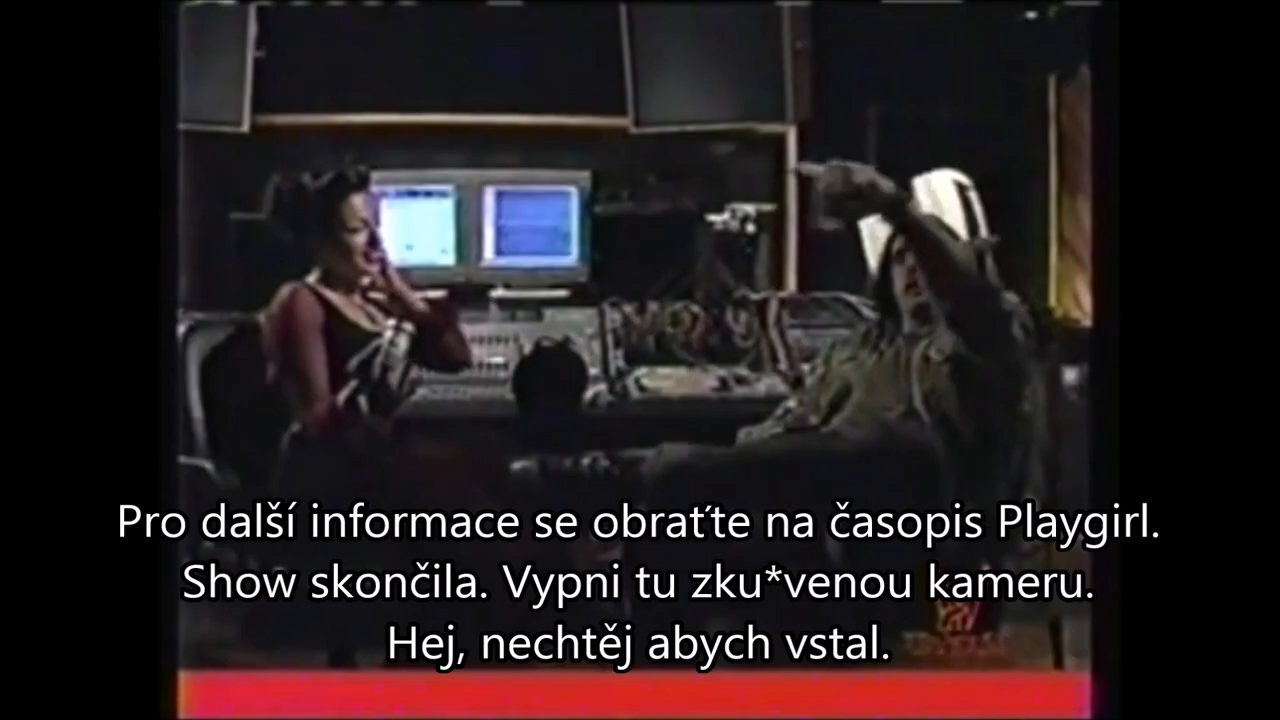 Pro další informace se obraťte na časopis Playgirl.
Show skončila. Vypni tu zku*venou kameru.
Hej, nechtěj abych vstal.